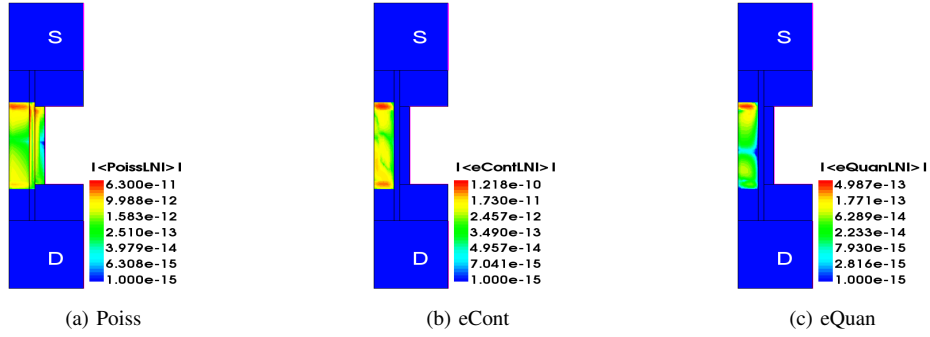 S
D
|<PoissLNI>|
6.300e-11
9.988e-12
1.583e-12
2.510e-13
3.979e-14
6.308e-15
1.000e-15
(a) Poiss
S
D
|<eContLNI>|
1.218e-10
1.730e-11
2.457e-12
3.490e-13
4.957e-14
7.041e-15
1.000e-15
(b) eCont
S
D
|<eQuanLNI>|
4.987e-13
1.771e-13
6.289e-14
2.233e-14
7.930e-15
2.816e-15
1.000e-15
(c) eQuan